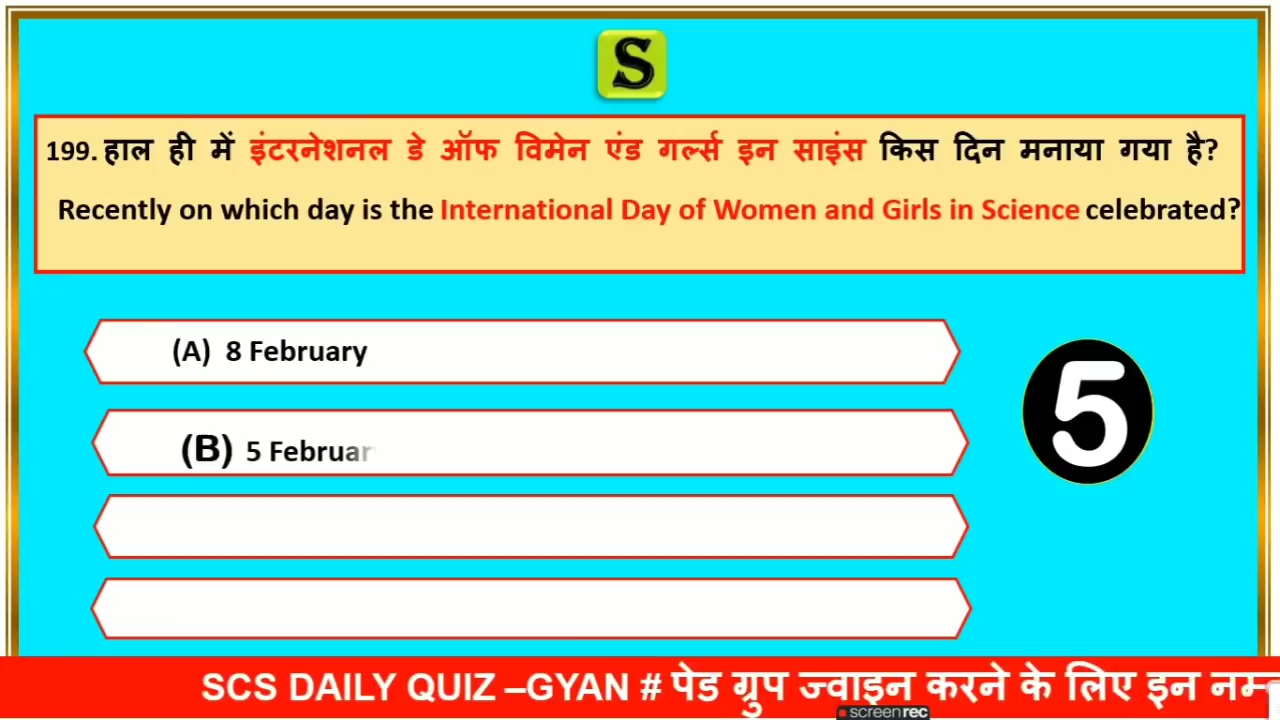 S
199. हाल ही में इंटरनेशनल डे ऑफ विमेन एंड गर्ल्स इन साइंस किस दिन मनाया गया है?
Recently on which day is the International Day of Women and Girls in Science celebrated?
(A) 8 February
(B) 5 Februar
5
SCS DAILY QUIZ –GYAN # पेड ग्रुप ज्वाइन करने के लिए इन नम्
screenrec